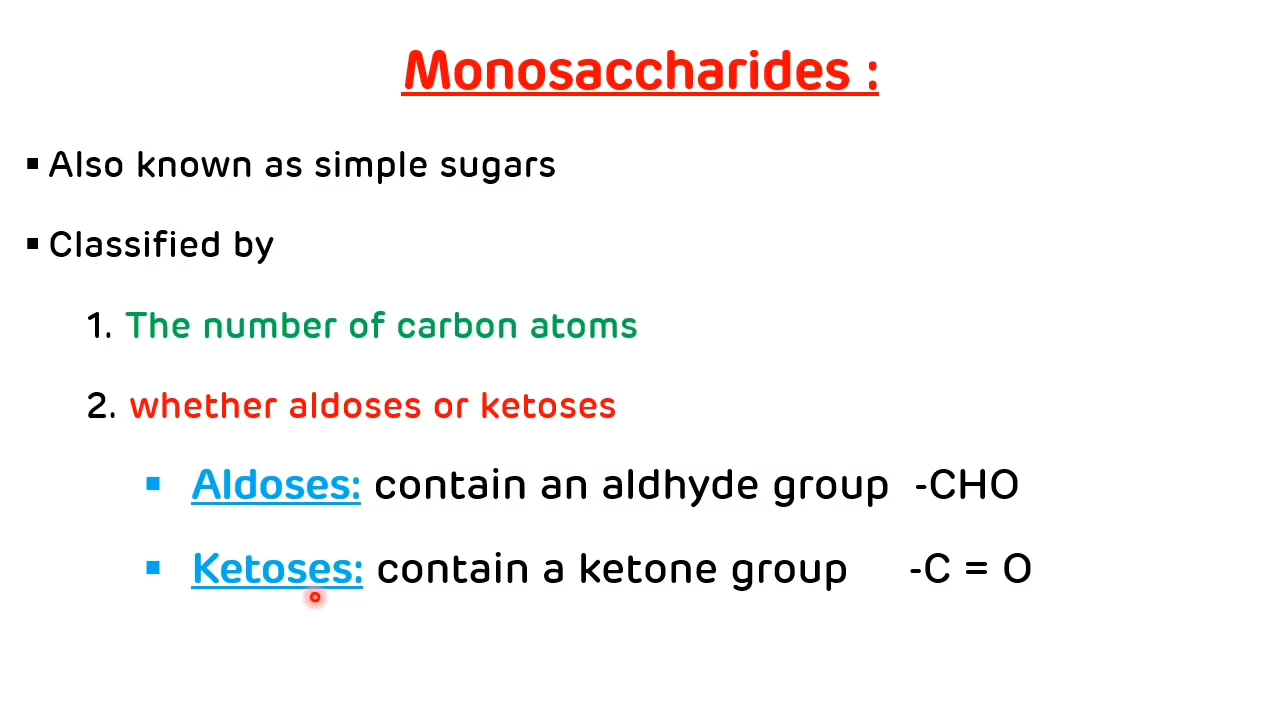 Monosaccharides :
▪ Also known as simple sugars
▪ Classified by
1. The number of carbon atoms
2. whether aldoses or ketoses
▪ Aldoses: contain an aldhyde group -CHO
▪ Ketoses: contain a ketone group -C = O